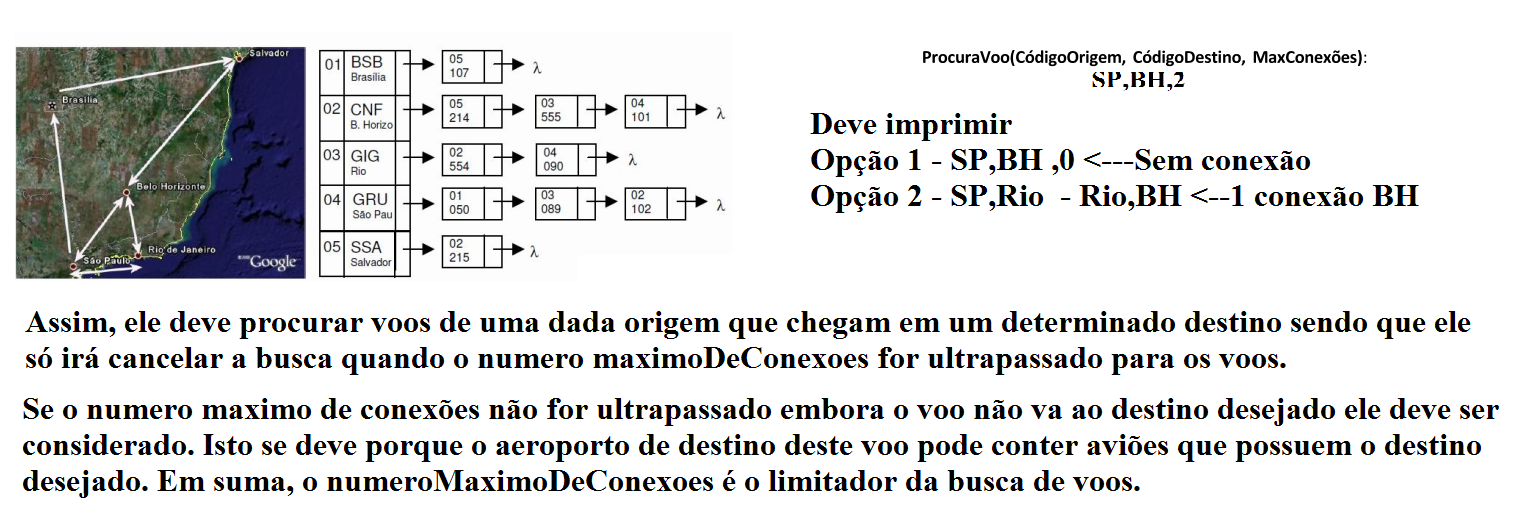 Salvador
Brasília
Belo Horizonte
Rio de Janeiro
São Paulo
Google
01 BSB
Brasília
05
107
λ
02 CNF
B. Horizo
05
214
03
555
04
101
λ
03 GIG
Rio
02
554
04
090
λ
04 GRU
São Pau
01
050
03
089
02
102
λ
05 SSA
Salvador
02
215
λ
ProcuraVoo(CódigoOrigem, CódigoDestino, MaxConexões):
SP,BH,2
Deve imprimir
Opção 1 - SP,BH ,0 <---Sem conexão
Opção 2 - SP,Rio - Rio,BH <--1 conexão BH
Assim, ele deve procurar voos de uma dada origem que chegam em um determinado destino sendo que ele
só irá cancelar a busca quando o numero maximoDeConexoes for ultrapassado para os voos.
Se o numero maximo de conexões não for ultrapassado embora o voo não va ao destino desejado ele deve ser
considerado. Isto se deve porque o aeroporto de destino deste voo pode conter aviões que possuem o destino
desejado. Em suma, o numeroMaximoDeConexoes é o limitador da busca de voos.